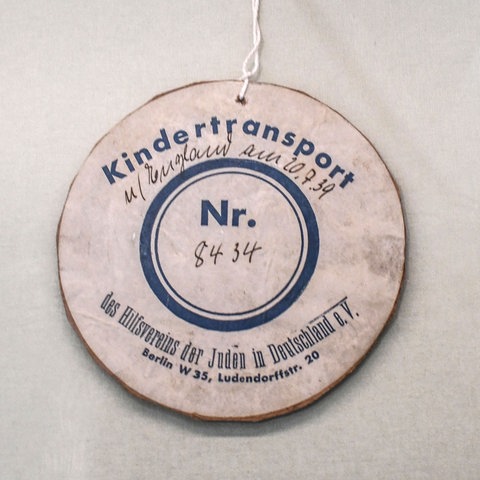 Kindertransport
n/England am 20.7.39
Nr.
8434
des Hilfsvereins der Juden in Deutschland e.V.
Berlin W 35, Ludendorffstr. 20